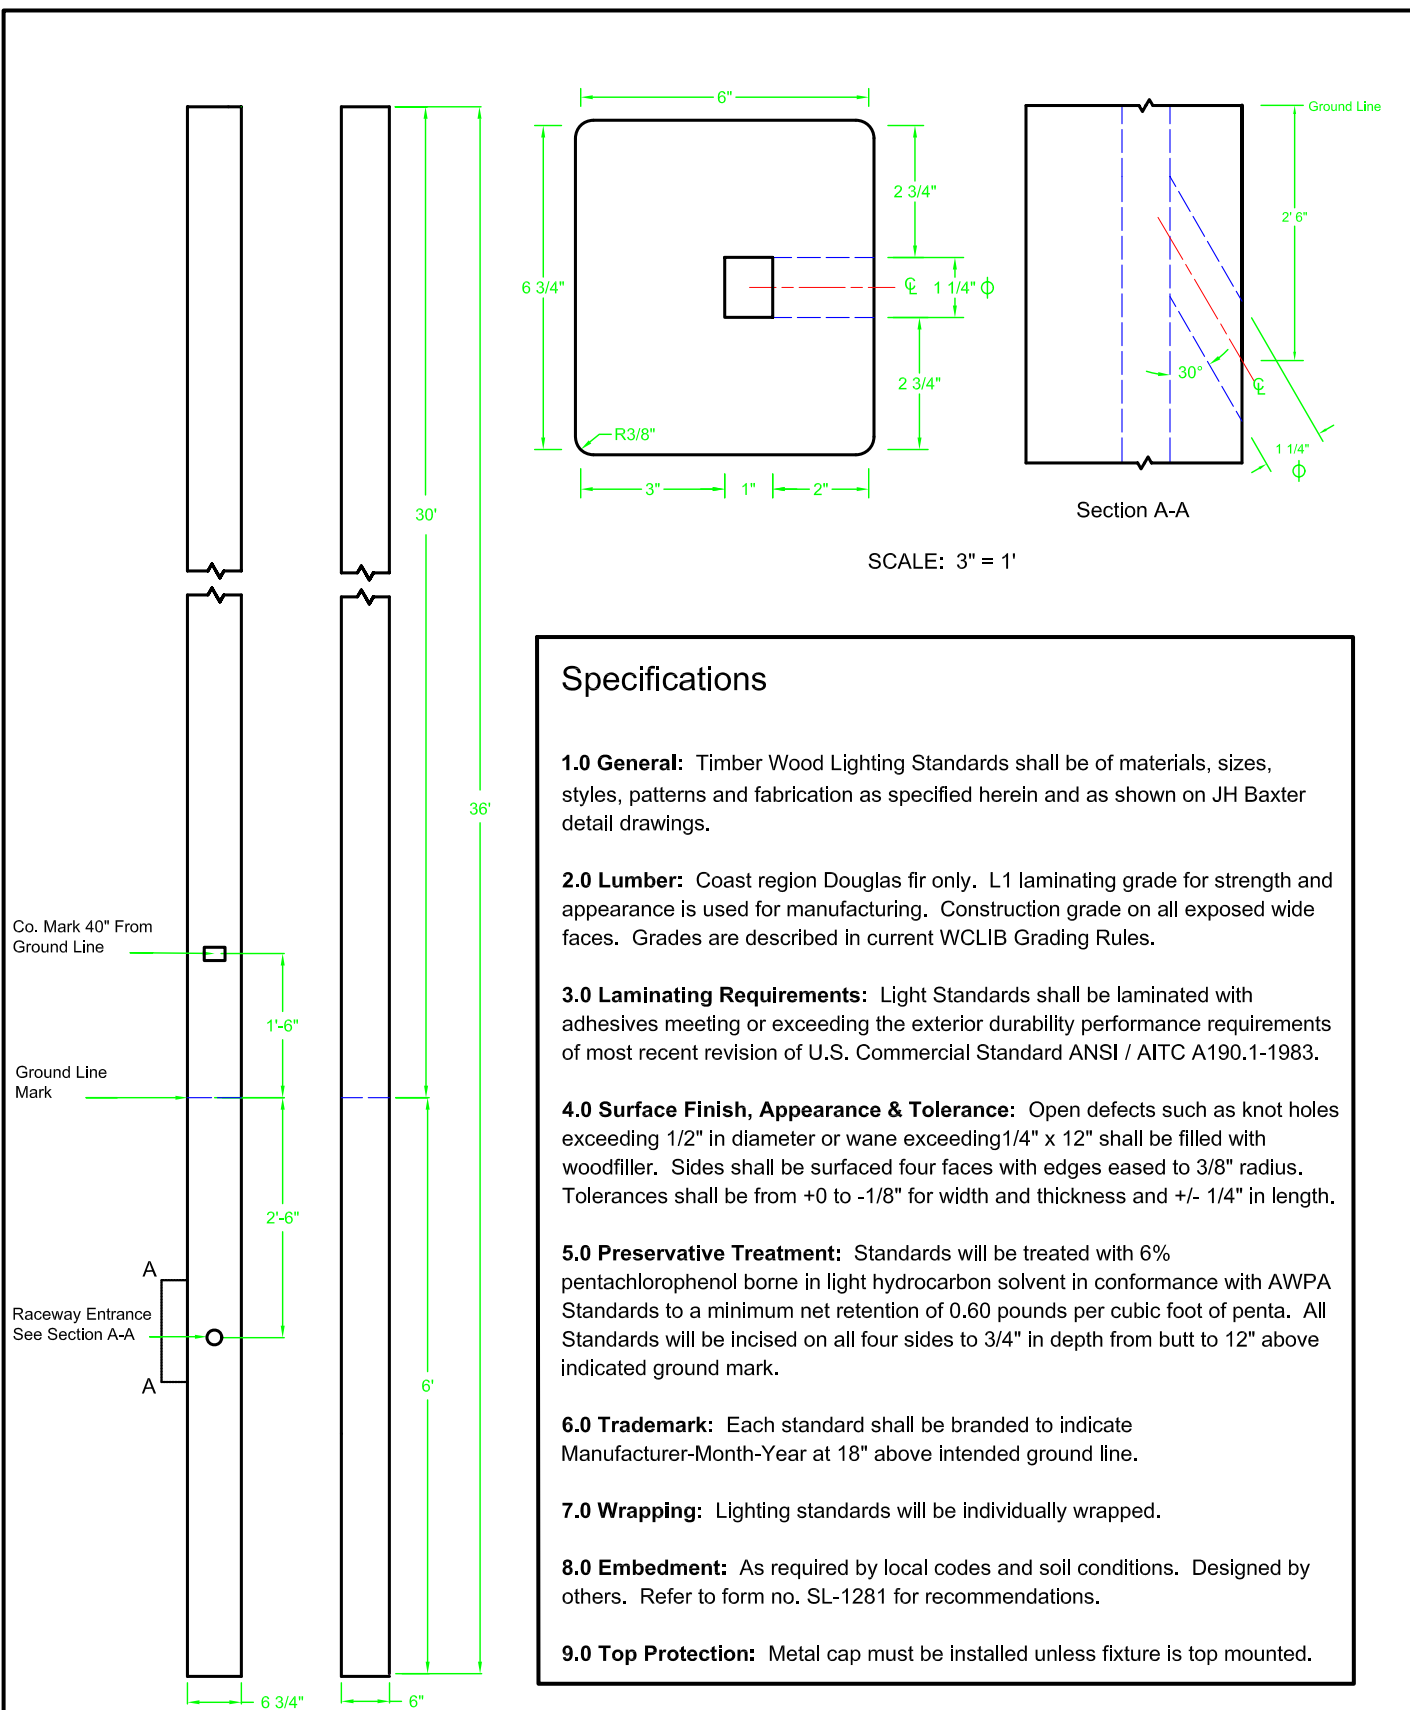 6"
Ground Line
2 3/4"
2' 6"
6 3/4"
℄
1 1/4" ϕ
30°
2 3/4"
℄
R3/8"
1 1/4"
ϕ
3"
1"
2"
Section A-A
30'
SCALE: 3" = 1'
36'
Co. Mark 40" From
Ground Line
1'-6"
Ground Line
Mark
2'-6"
A
Raceway Entrance
See Section A-A
A
6'
6 3/4"
6"
Specifications
1.0 General: Timber Wood Lighting Standards shall be of materials, sizes,
styles, patterns and fabrication as specified herein and as shown on JH Baxter
detail drawings.
2.0 Lumber: Coast region Douglas fir only. L1 laminating grade for strength and
appearance is used for manufacturing. Construction grade on all exposed wide
faces. Grades are described in current WCLIB Grading Rules.
3.0 Laminating Requirements: Light Standards shall be laminated with
adhesives meeting or exceeding the exterior durability performance requirements
of most recent revision of U.S. Commercial Standard ANSI / AITC A190.1-1983.
4.0 Surface Finish, Appearance & Tolerance: Open defects such as knot holes
exceeding 1/2" in diameter or wane exceeding1/4" x 12" shall be filled with
woodfiller. Sides shall be surfaced four faces with edges eased to 3/8" radius.
Tolerances shall be from +0 to -1/8" for width and thickness and +/- 1/4" in length.
5.0 Preservative Treatment: Standards will be treated with 6%
pentachlorophenol borne in light hydrocarbon solvent in conformance with AWPA
Standards to a minimum net retention of 0.60 pounds per cubic foot of penta. All
Standards will be incised on all four sides to 3/4" in depth from butt to 12" above
indicated ground mark.
6.0 Trademark: Each standard shall be branded to indicate
Manufacturer-Month-Year at 18" above intended ground line.
7.0 Wrapping: Lighting standards will be individually wrapped.
8.0 Embedment: As required by local codes and soil conditions. Designed by
others. Refer to form no. SL-1281 for recommendations.
9.0 Top Protection: Metal cap must be installed unless fixture is top mounted.